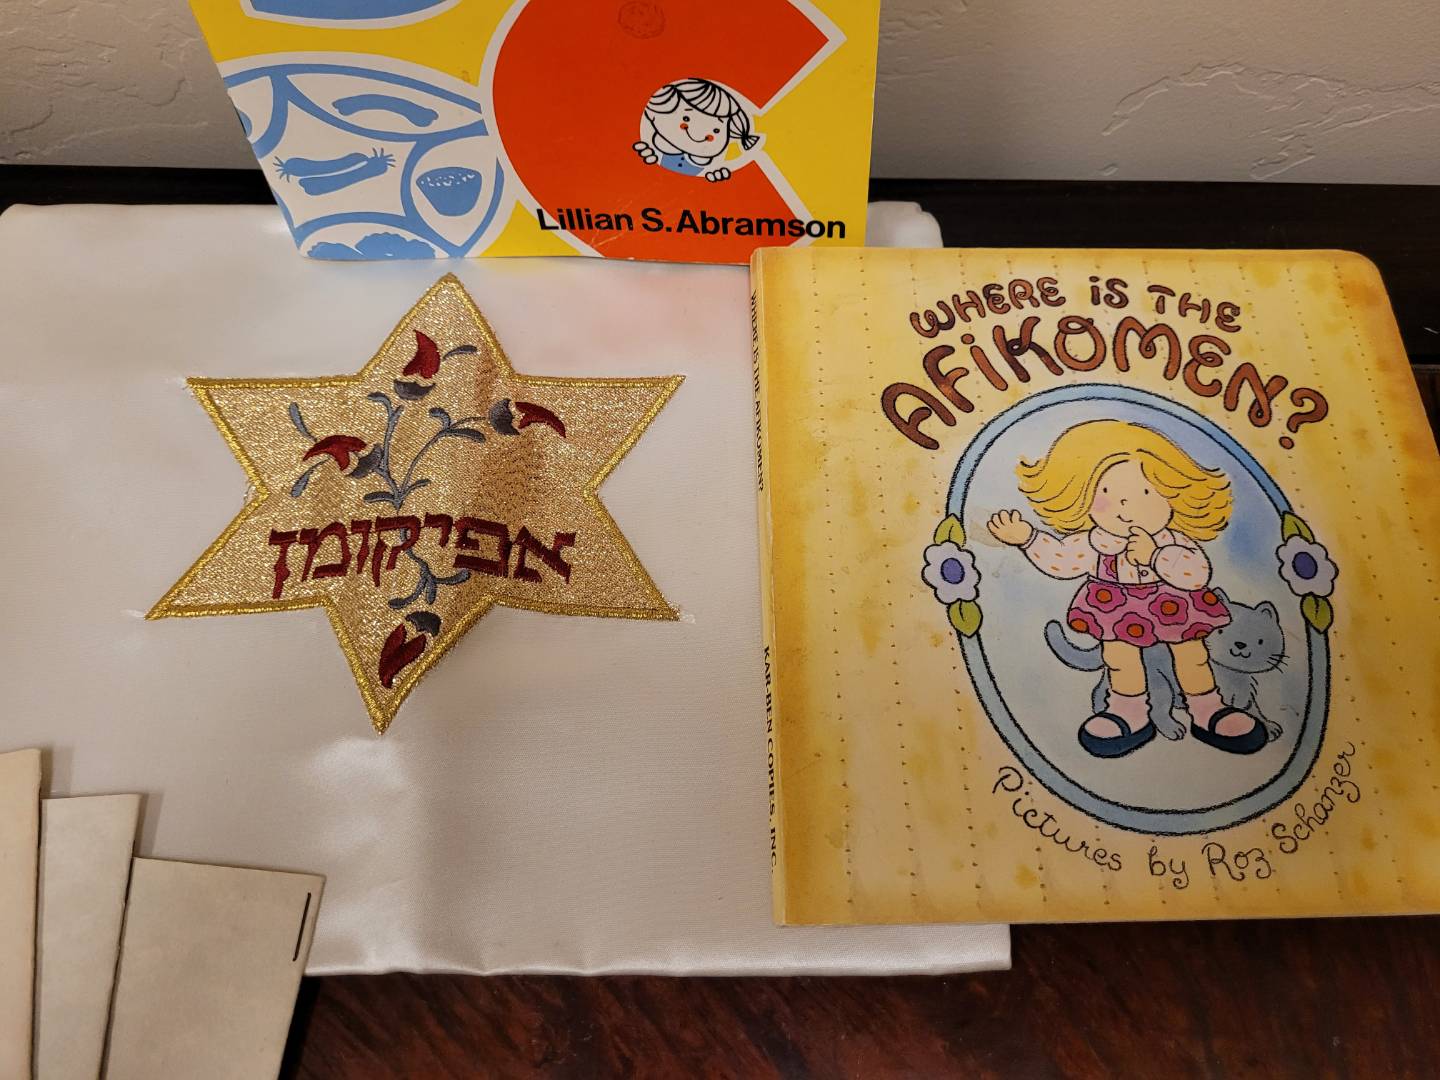 Lillian S. Abramson
אפיקומן
WHERE IS THE
AFIKOMEN?
Pictures by Roz Schanzer
WHERE IS THE AFIKOMEN?
KAR-BEN COPIES, INC.